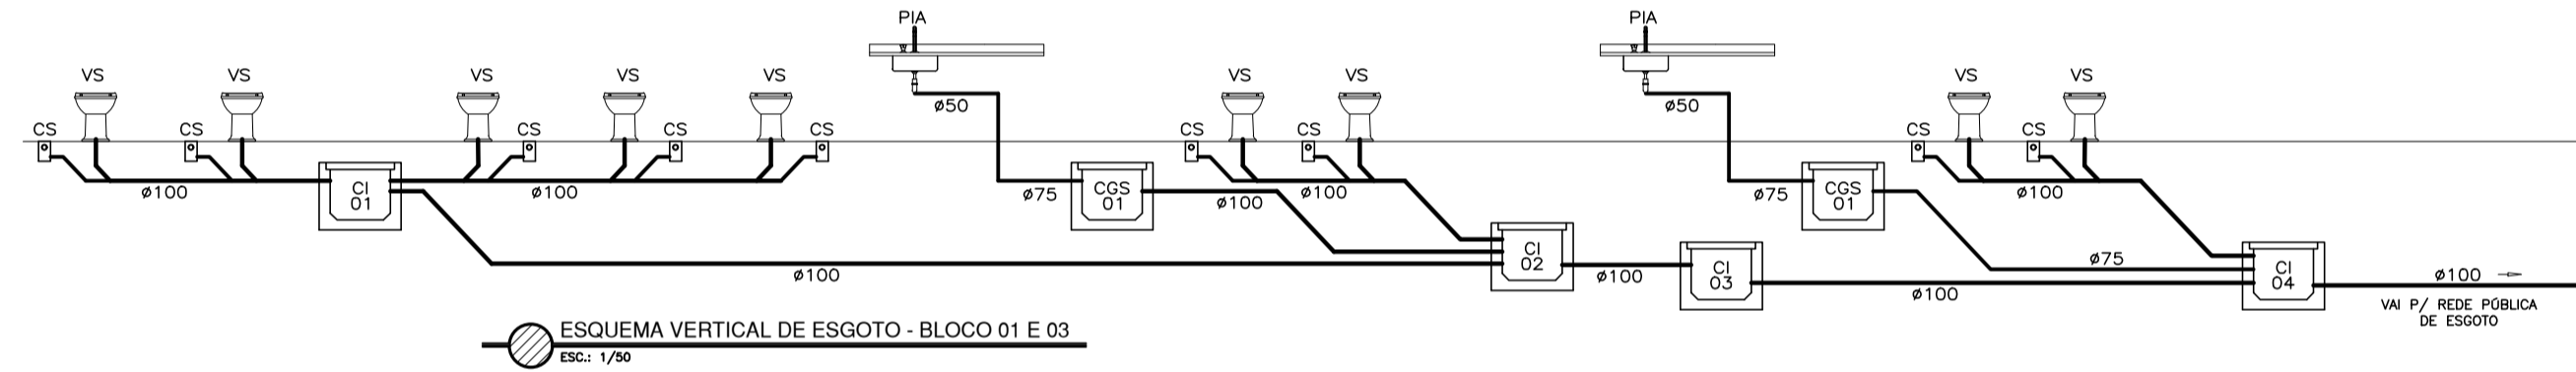 PIA
PIA
VS
VS
VS
VS
VS
VS
VS
VS
VS
ø50
ø50
CS
CS
CS
CS
CS
CS
CS
CS
CS
ø100
ø100
ø75
ø100
ø100
ø75
ø100
CI
01
CGS
01
CGS
01
CI
02
CI
03
CI
04
ø100
ø100
ø100
ø75
ø100
VAI P/ REDE PÚBLICA
DE ESGOTO
ESQUEMA VERTICAL DE ESGOTO - BLOCO 01 E 03
ESC.: 1/50